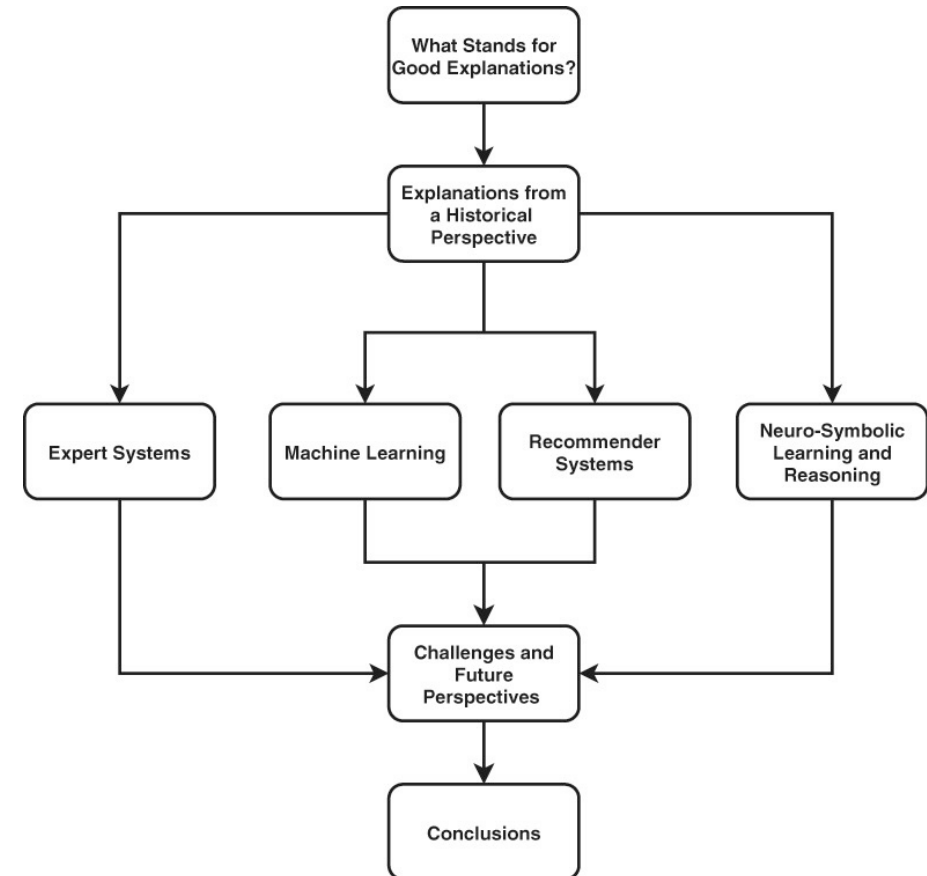 What Stands for
Good Explanations?
Explanations from
a Historical
Perspective
Expert Systems
Machine Learning
Recommender
Systems
Neuro-Symbolic
Learning and
Reasoning
Challenges and
Future
Perspectives
Conclusions